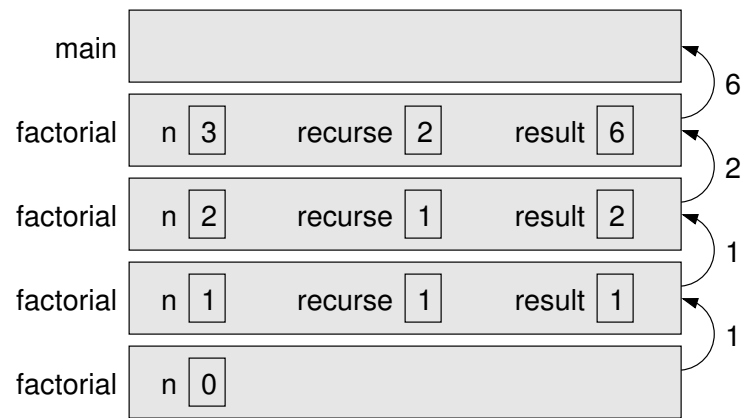 main
6
factorial n 3 recurse 2 result 6
2
factorial n 2 recurse 1 result 2
1
factorial n 1 recurse 1 result 1
1
factorial n 0